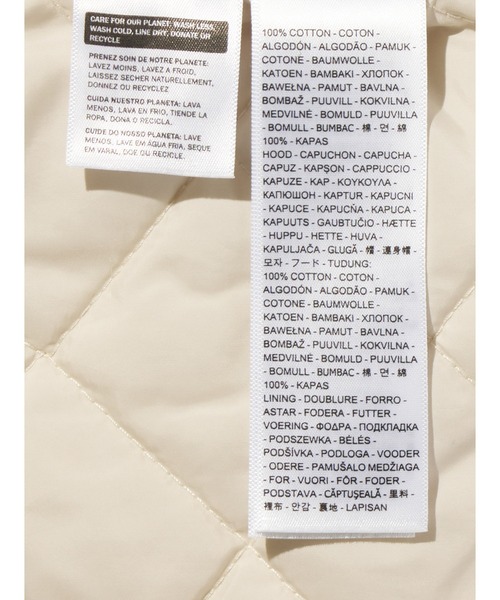 CARE FOR OUR PLANET: WASH LESS,
WASH COLD, LINE DRY, DONATE OR
RECYCLE
PRENEZ SOIN DE NOTRE PLANETE:
LAVEZ MOINS, LAVEZ A FROID,
LAISSEZ SECHER NATURELLEMENT,
DONNEZ OU RECYCLEZ
CUIDA NUESTRO PLANETA: LAVA
MENOS, LAVA EN FRIO, TIENDE LA
ROPA, DONA O RECICLA.
CUIDE DO NOSSO PLANETA: LAVE
MENOS, LAVE EM ÁGUA FRIA, SEQUE
EM VARAL, DOE OU RECICLE.
100% COTTON - COTON -
ALGODÓN - ALGODÃO - PAMUK -
COTONE - BAUMWOLLE -
KATOEN - BAMBAKI - ХЛОПОК -
BAWEŁNA - PAMUT - BAVLNA -
BOMBAŽ - PUUVILL - KOKVILNA -
MEDVILNĖ - BOMULD - PUUVILLA
- BOMULL - BUMBAC - 棉 - 면 - 綿
100% - KAPAS
HOOD - CAPUCHON - CAPUCHA -
CAPUZ - KAPŞON - CAPPUCCIO -
KAPUZE - KAP - ΚΟΥΚΟΥΛΑ -
КАПЮШОН - KAPTUR - KAPUCNI
- KAPUCE - KAPUCŇA - KAPUCA -
KAPUUTS - GAUBTUČIO - HÆTTE
- HUPPU - HETTE - HUVA -
KAPULJAČA - GLUGĂ - 帽 - 連身帽 -
모자 - フード - TUDUNG:
100% COTTON - COTON -
ALGODÓN - ALGODÃO - PAMUK -
COTONE - BAUMWOLLE -
KATOEN - BAMBAKI - ХЛОПОК -
BAWEŁNA - PAMUT - BAVLNA -
BOMBAŽ - PUUVILL - KOKVILNA -
MEDVILNĖ - BOMULD - PUUVILLA
- BOMULL - BUMBAC - 棉 - 면 - 綿
100% - KAPAS
LINING - DOUBLURE - FORRO -
ASTAR - FODERA - FUTTER -
VOERING - ΦΟΔΡΑ - ПОДКЛАДКА
- PODSZEWKA - BÉLÉS -
PODŠÍVKA - PODLOGA - VOODER
- ODERE - PAMUŠALO MEDŽIAGA
- FOR - VUORI - FÔR - FODER -
PODSTAVA - CĂPTUŞEALĂ - 里料 -
裡布 - 안감 - 裏地 - LAPISAN